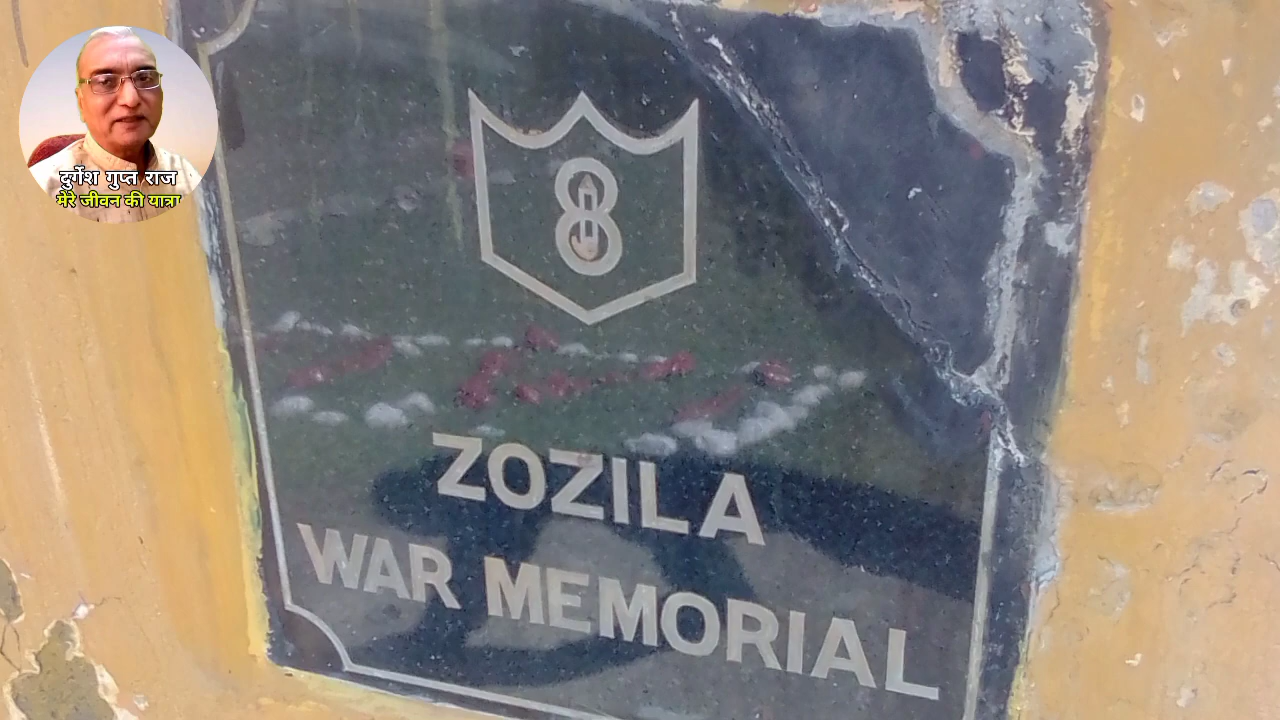 दुर्गेश गुप्त राज
मेरे जीवन की यात्रा
8
ZOZILA
WAR MEMORIAL